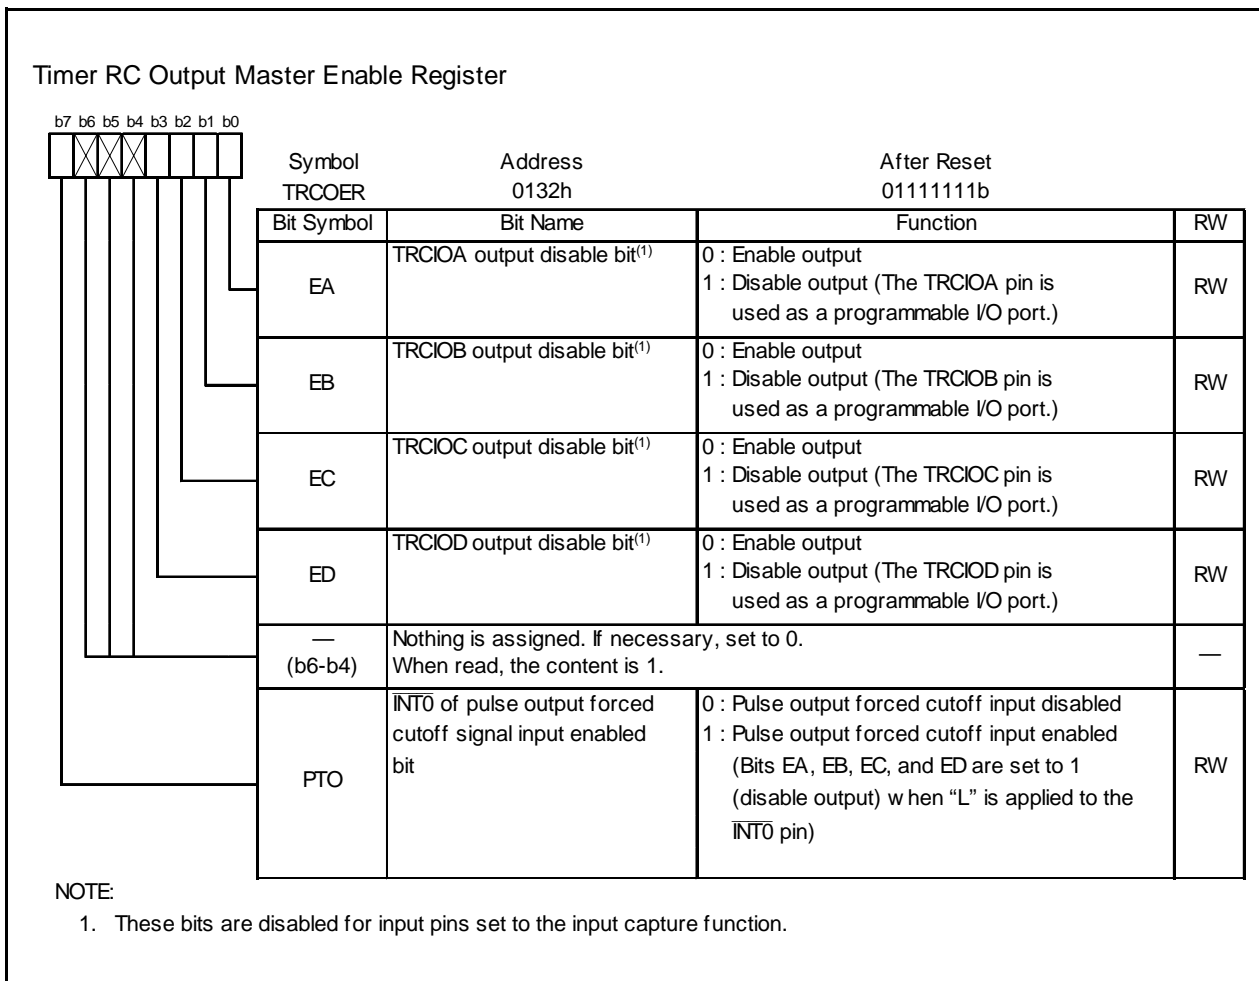 Timer RC Output Master Enable Register
b7 b6 b5 b4 b3 b2 b1 b0
Symbol Address After Reset
TRCOER 0132h 01111111b
Bit Symbol Bit Name Function RW
EA
TRCIOA output disable bit(1)
0 : Enable output
1 : Disable output (The TRCIOA pin is
used as a programmable I/O port.)
RW
EB
TRCIOB output disable bit(1)
0 : Enable output
1 : Disable output (The TRCIOB pin is
used as a programmable I/O port.)
RW
EC
TRCIOC output disable bit(1)
0 : Enable output
1 : Disable output (The TRCIOC pin is
used as a programmable I/O port.)
RW
ED
TRCIOD output disable bit(1)
0 : Enable output
1 : Disable output (The TRCIOD pin is
used as a programmable I/O port.)
RW
—
(b6-b4)
Nothing is assigned. If necessary, set to 0.
When read, the content is 1.
—
PTO
INT0 of pulse output forced
cutoff signal input enabled
bit
0 : Pulse output forced cutoff input disabled
1 : Pulse output forced cutoff input enabled
(Bits EA, EB, EC, and ED are set to 1
(disable output) when “L” is applied to the
INT0 pin)
RW
NOTE:
1. These bits are disabled for input pins set to the input capture function.